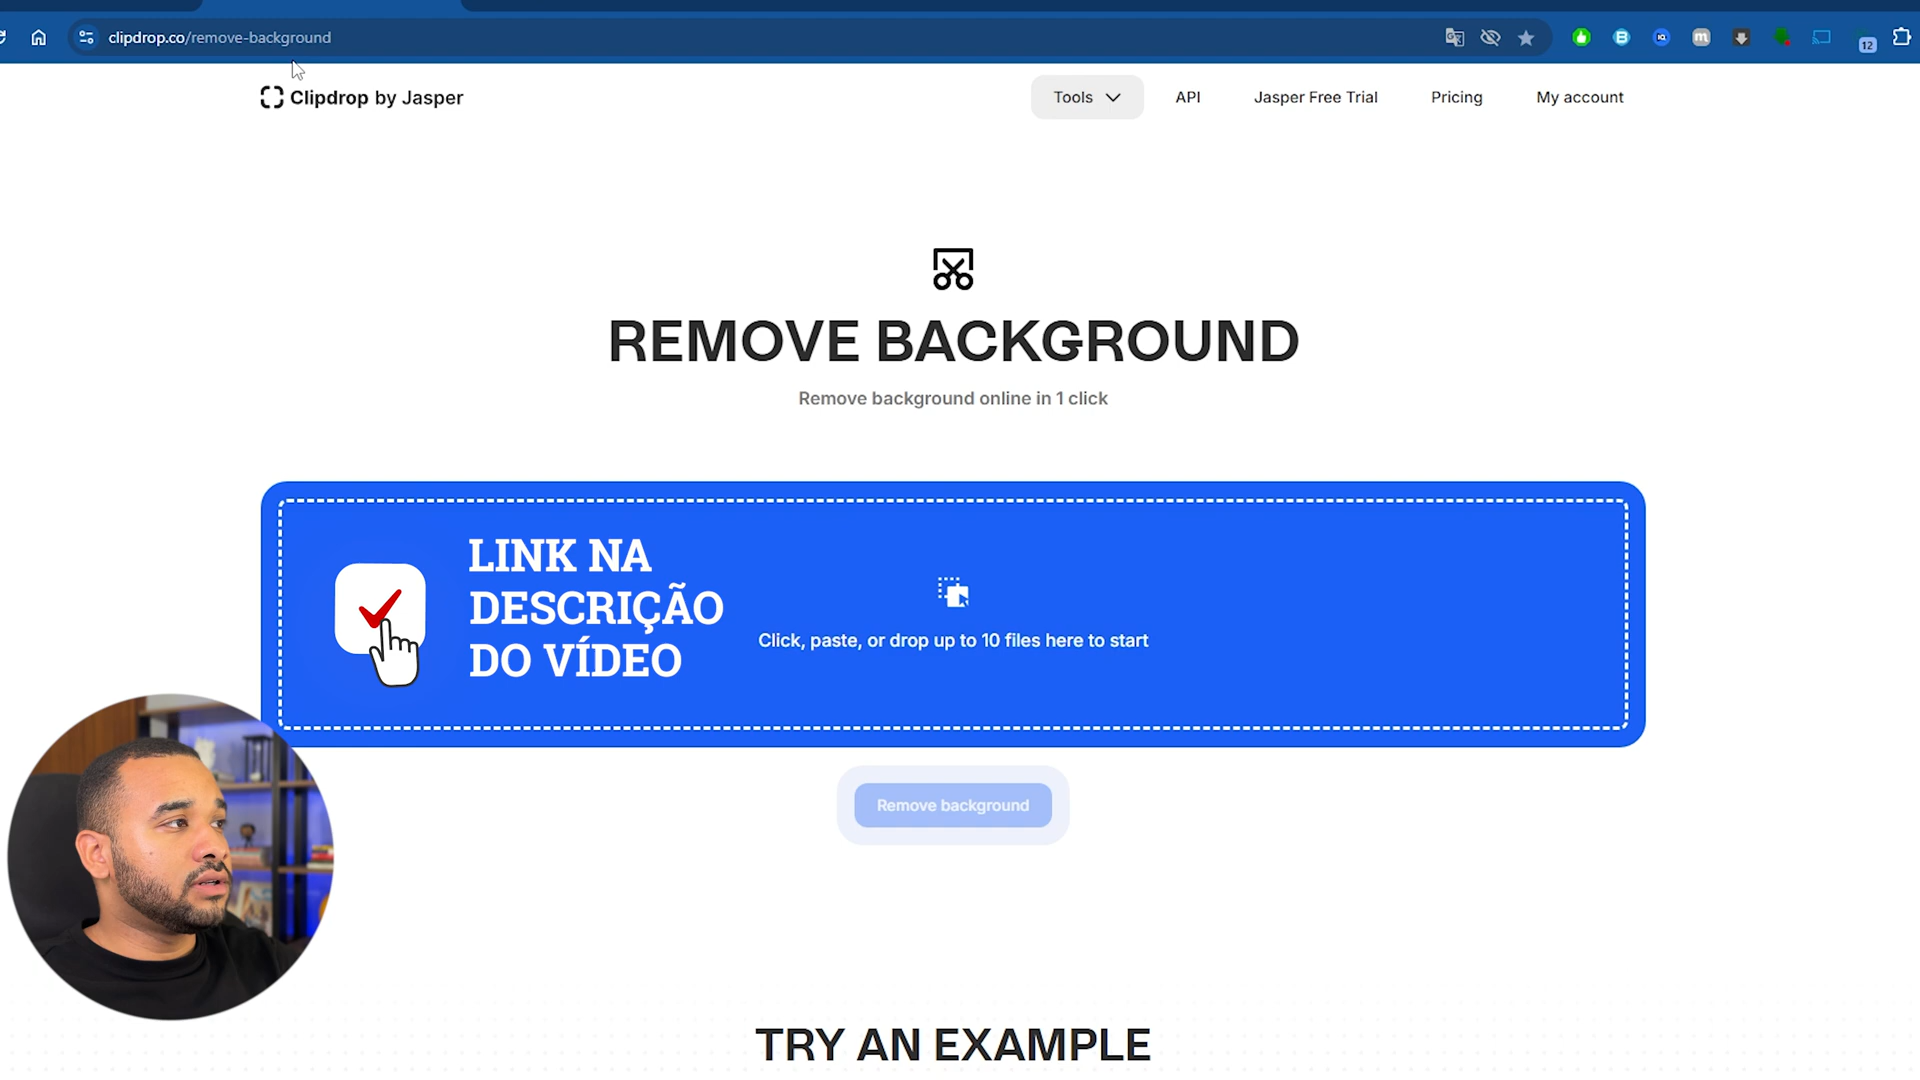 clipdrop.co/remove-background
12
Clipdrop by Jasper
Tools
API
Jasper Free Trial
Pricing
My account
REMOVE BACKGROUND
Remove background online in 1 click
LINK NA
DESCRIÇÃO
DO VÍDEO
Click, paste, or drop up to 10 files here to start
Remove background
TRY AN EXAMPLE